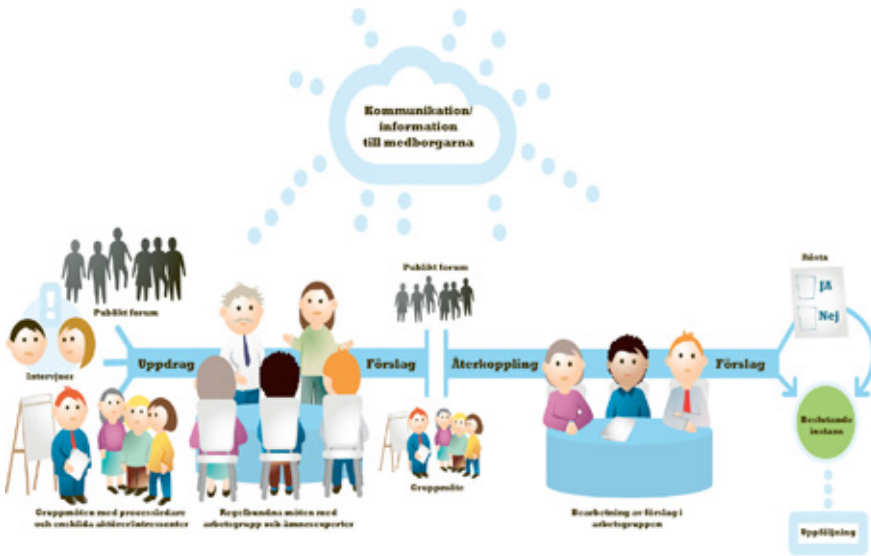 Kommunikation/
information
till medborgarna
Publikt forum
Intervjuer
Uppdrag
Förslag
Publikt forum
Återkoppling
Förslag
Rösta
JA
Nej
Beslutande
instans
Gruppmöten med processledare
och enskilda aktörer/intressenter
Regelbundna möten med
arbetsgrupp och ämnesexperter
Gruppmöte
Bearbetning av förslag i
arbetsgruppen
Uppföljning